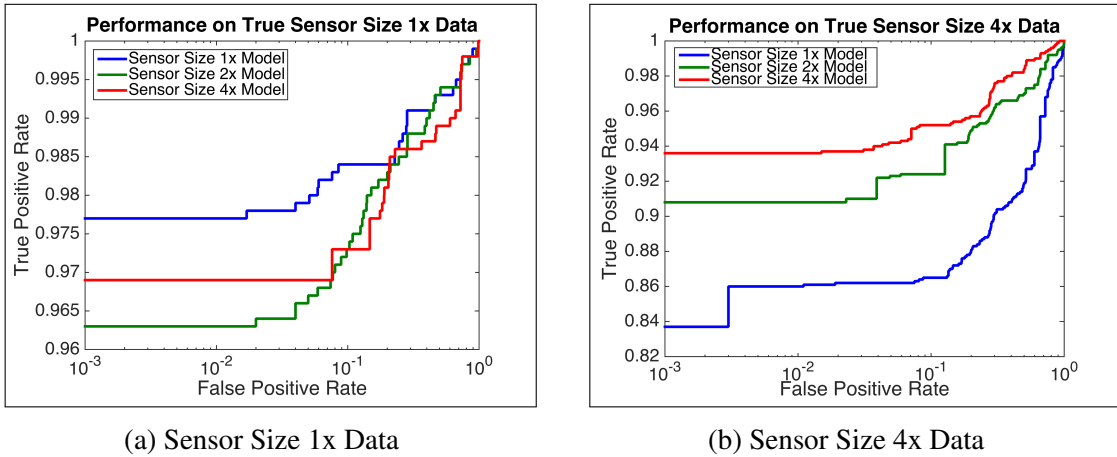 Performance on True Sensor Size 1x Data
1
0.995
0.99
0.985
0.98
0.975
0.97
0.965
0.96
True Positive Rate
Sensor Size 1x Model
Sensor Size 2x Model
Sensor Size 4x Model
10^-3
10^-2
10^-1
10^0
False Positive Rate
(a) Sensor Size 1x Data
Performance on True Sensor Size 4x Data
1
0.98
0.96
0.94
0.92
0.9
0.88
0.86
0.84
0.82
True Positive Rate
Sensor Size 1x Model
Sensor Size 2x Model
Sensor Size 4x Model
10^-3
10^-2
10^-1
10^0
False Positive Rate
(b) Sensor Size 4x Data